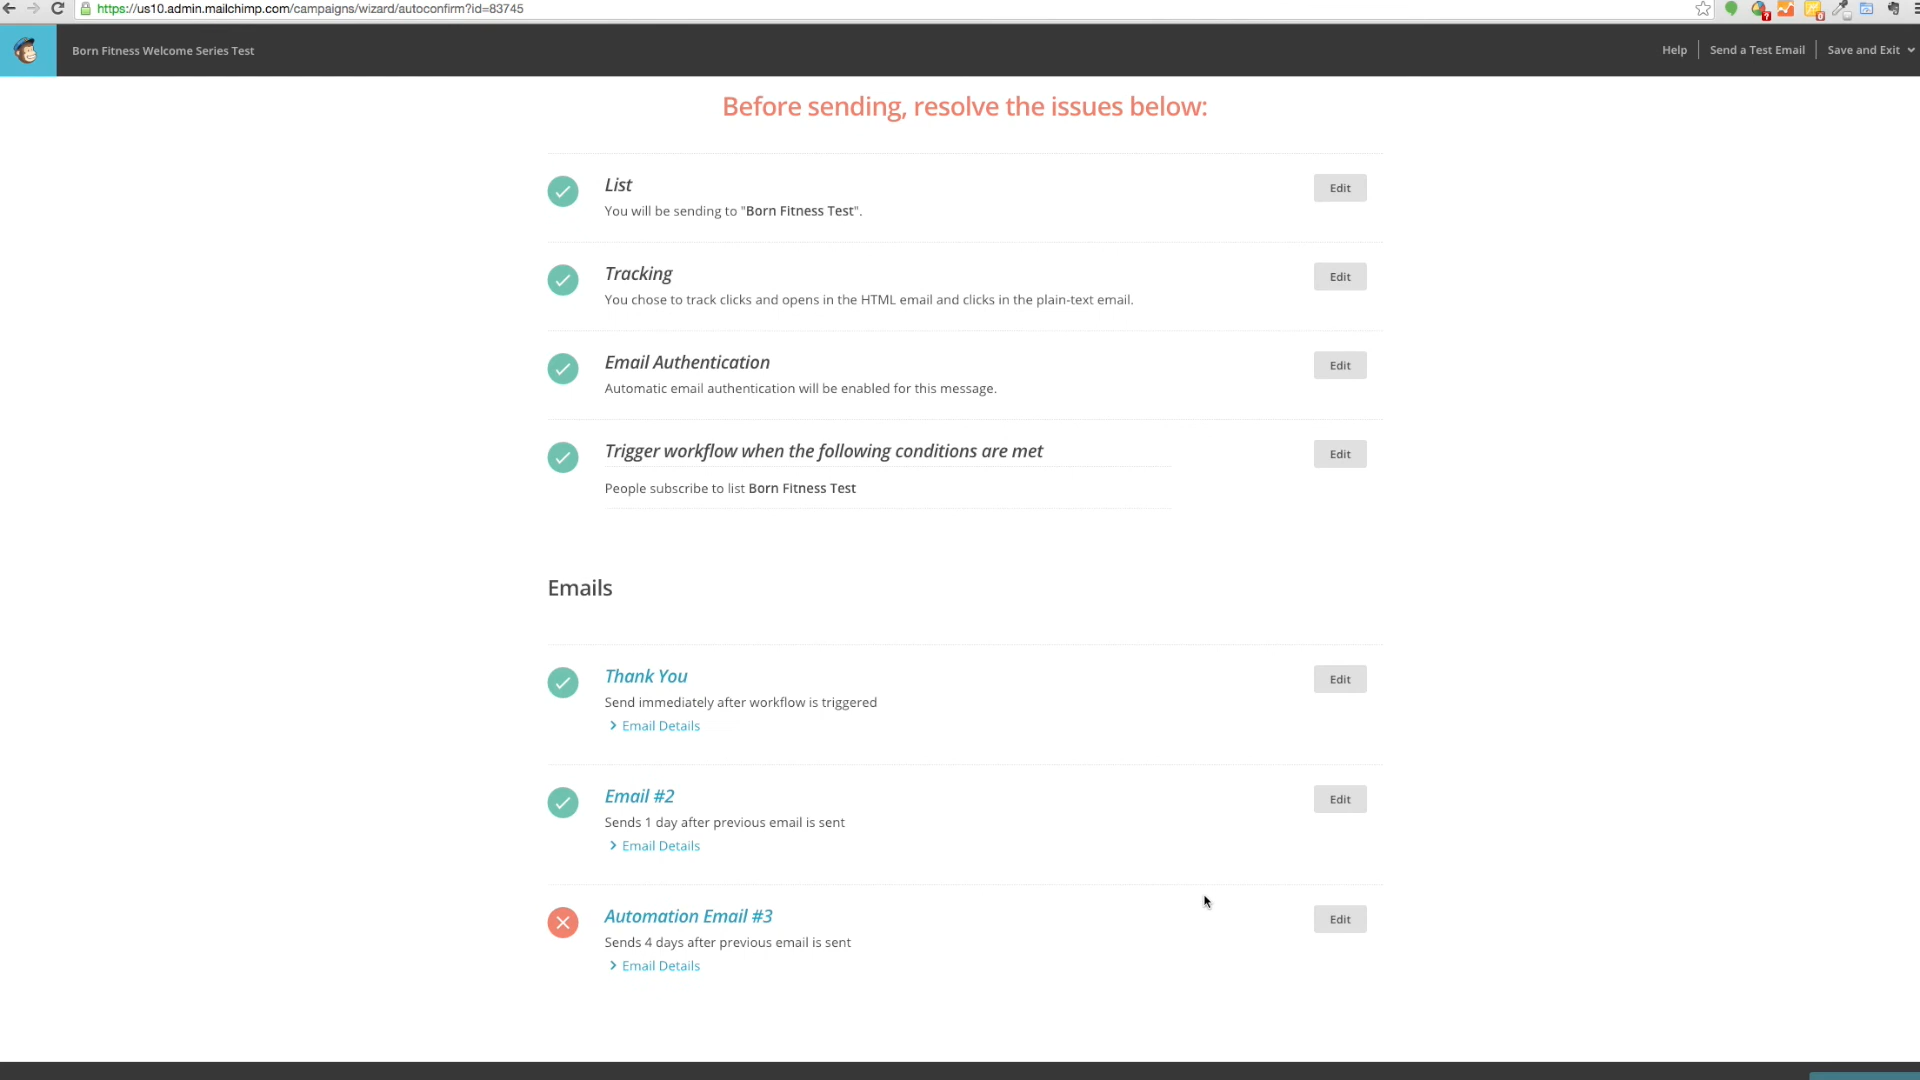 https://us10.admin.mailchimp.com/campaigns/wizard/autoconfirm?id=83745
Born Fitness Welcome Series Test
Help
Send a Test Email
Save and Exit
Before sending, resolve the issues below:
List
Edit
You will be sending to "Born Fitness Test".
Tracking
Edit
You chose to track clicks and opens in the HTML email and clicks in the plain-text email.
Email Authentication
Edit
Automatic email authentication will be enabled for this message.
Trigger workflow when the following conditions are met
Edit
People subscribe to list Born Fitness Test
Emails
Thank You
Edit
Send immediately after workflow is triggered
Email Details
Email #2
Edit
Sends 1 day after previous email is sent
Email Details
Automation Email #3
Edit
Sends 4 days after previous email is sent
Email Details